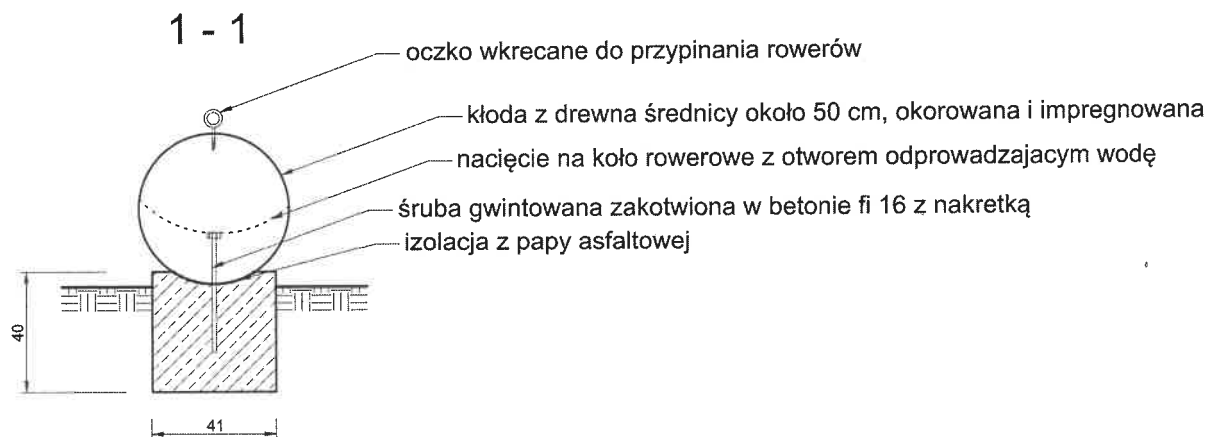 1 - 1
oczko wkrecane do przypinania rowerów
kłoda z drewna średnicy około 50 cm, okorowana i impregnowana
nacięcie na koło rowerowe z otworem odprowadzajacym wodę
śruba gwintowana zakotwiona w betonie fi 16 z nakretką
izolacja z papy asfaltowej
40
41